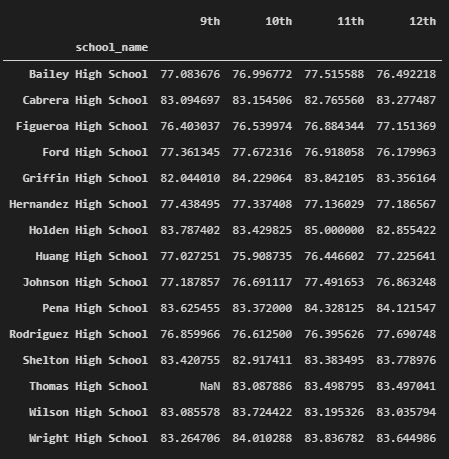 9th 10th 11th 12th
school_name
Bailey High School 77.083676 76.996772 77.515588 76.492218
Cabrera High School 83.094697 83.154506 82.765560 83.277487
Figueroa High School 76.403037 76.539974 76.884344 77.151369
Ford High School 77.361345 77.672316 76.918058 76.179963
Griffin High School 82.044010 84.229064 83.842105 83.356164
Hernandez High School 77.438495 77.337408 77.136029 77.186567
Holden High School 83.787402 83.429825 85.000000 82.855422
Huang High School 77.027251 75.908735 76.446602 77.225641
Johnson High School 77.187857 76.691117 77.491653 76.863248
Pena High School 83.625455 83.372000 84.328125 84.121547
Rodriguez High School 76.859966 76.612500 76.395626 77.690748
Shelton High School 83.420755 82.917411 83.383495 83.778976
Thomas High School NaN 83.087886 83.498795 83.497041
Wilson High School 83.085578 83.724422 83.195326 83.035794
Wright High School 83.264706 84.010288 83.836782 83.644986